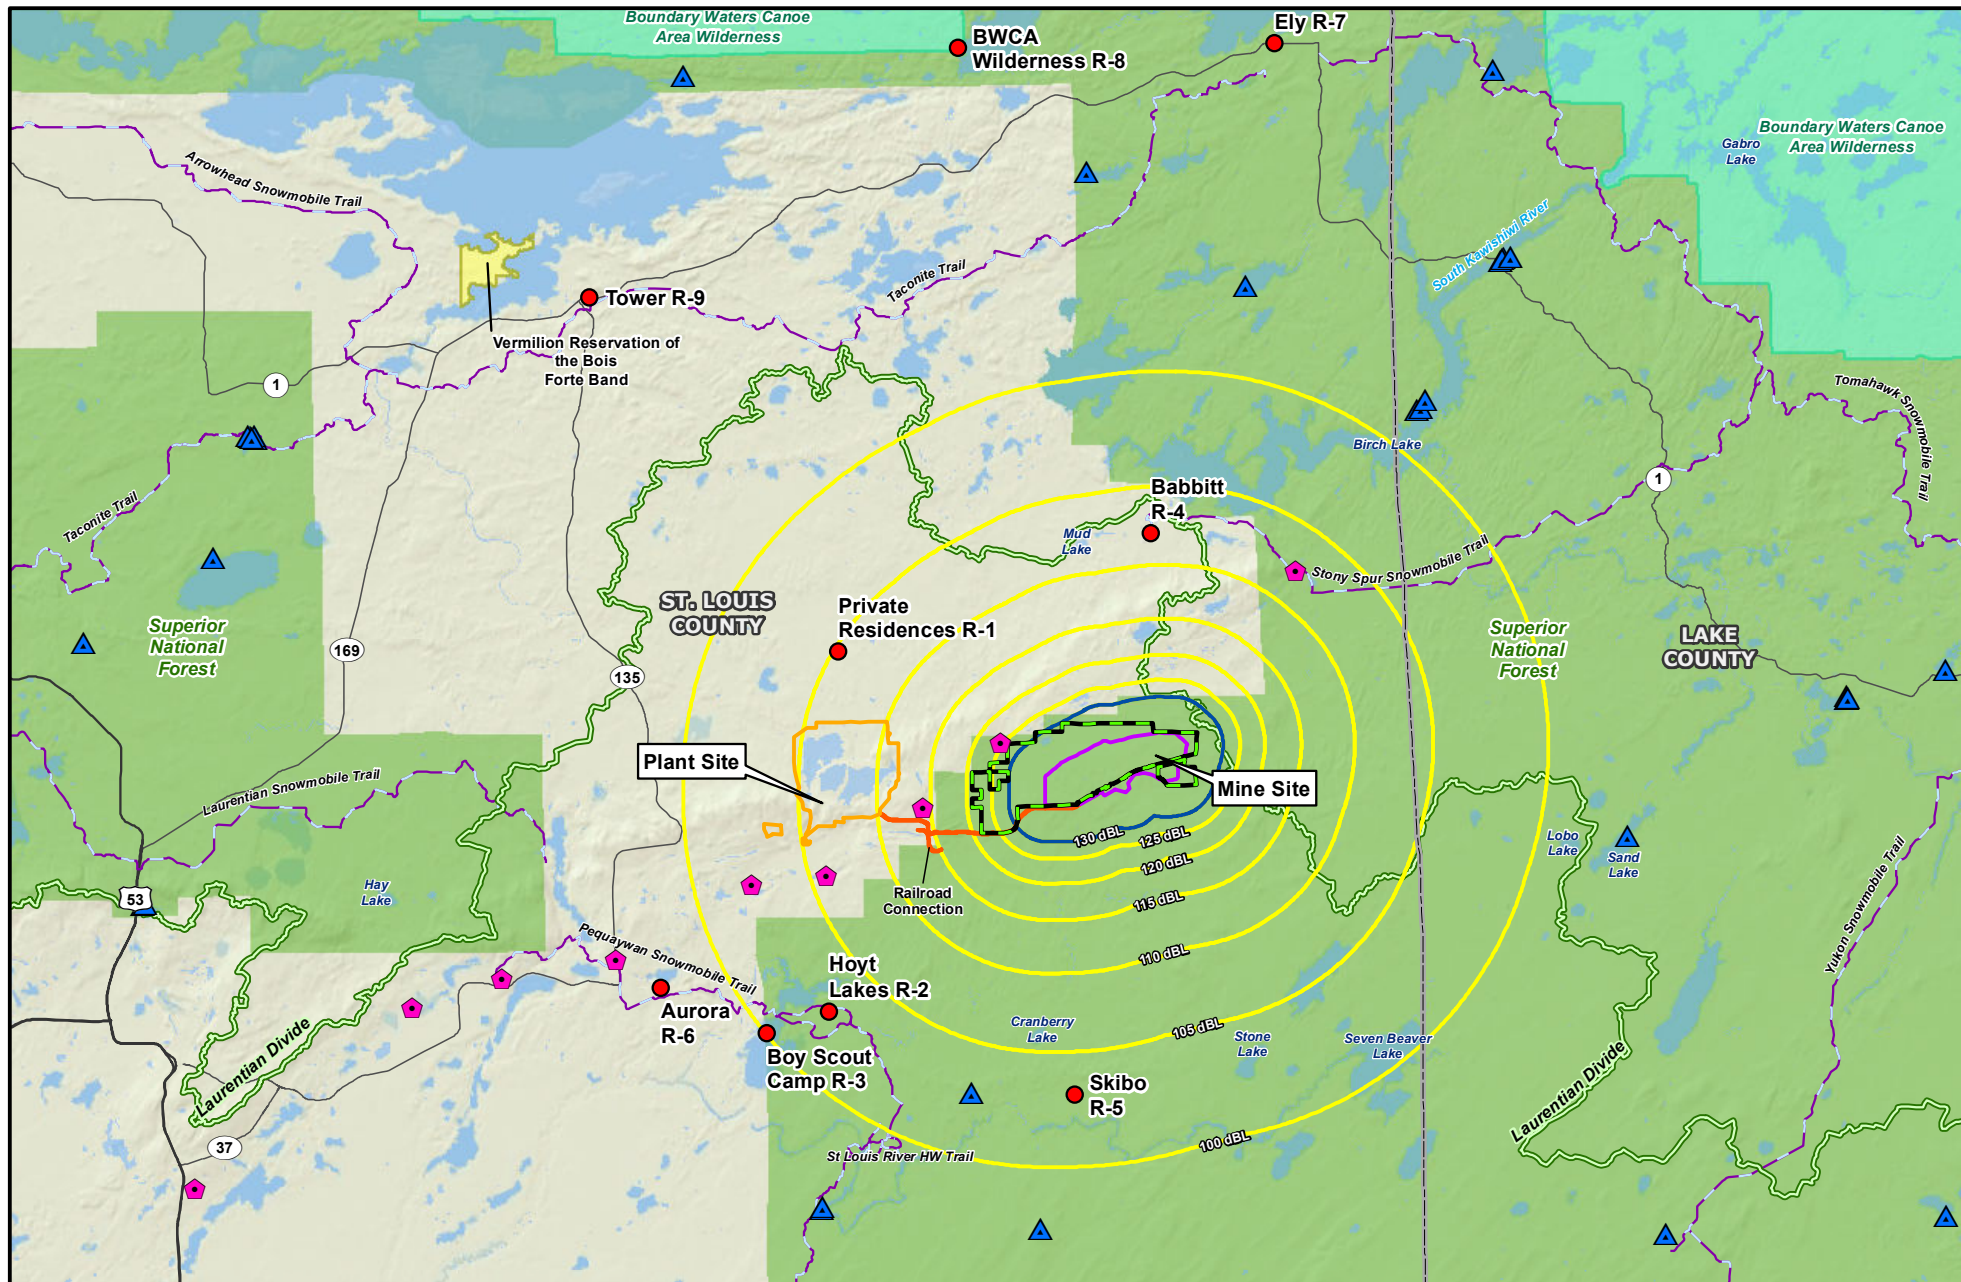 Boundary Waters Canoe
Area Wilderness
BWCA
Wilderness R-8
Ely R-7
Boundary Waters Canoe
Area Wilderness
Gabro
Lake
Arrowhead Snowmobile Trail
South Kawishiwi River
Taconite Trail
Tower R-9
Vermilion Reservation of
the Bois
Forte Band
1
Tomahawk Snowmobile Trail
Birch Lake
Taconite Trail
1
Babbitt
R-4
Mud
Lake
Stony Spur Snowmobile Trail
ST. LOUIS
COUNTY
Private
Residences R-1
Superior
National
Forest
169
135
Superior
National
Forest
LAKE
COUNTY
Plant Site
Mine Site
Laurentian Snowmobile Trail
130 dBL
125 dBL
120 dBL
115 dBL
110 dBL
105 dBL
100 dBL
Lobo
Lake
Sand
Lake
Hay
Lake
53
Railroad
Connection
Yukon Snowmobile Trail
Pequaywan Snowmobile Trail
Hoyt
Lakes R-2
Aurora
R-6
Boy Scout
Camp R-3
Cranberry
Lake
Stone
Lake
Seven Beaver
Lake
Skibo
R-5
Laurentian Divide
Laurentian Divide
37
St Louis River HW Trail